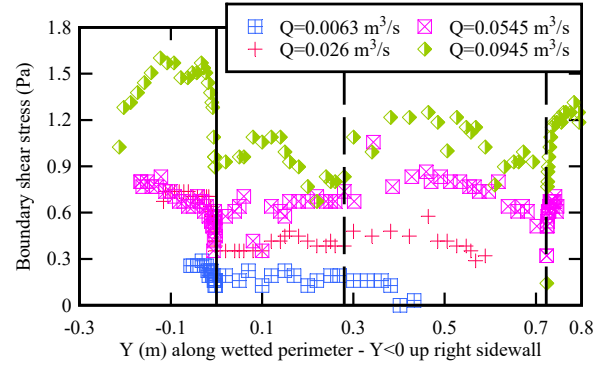 Q=0.0063 m³/s
Q=0.0545 m³/s
Q=0.026 m³/s
Q=0.0945 m³/s
Boundary shear stress (Pa)
1.8
1.5
1.2
0.9
0.6
0.3
0
-0.3 -0.1 0.1 0.3 0.5 0.7 0.8
Y (m) along wetted perimeter - Y<0 up right sidewall